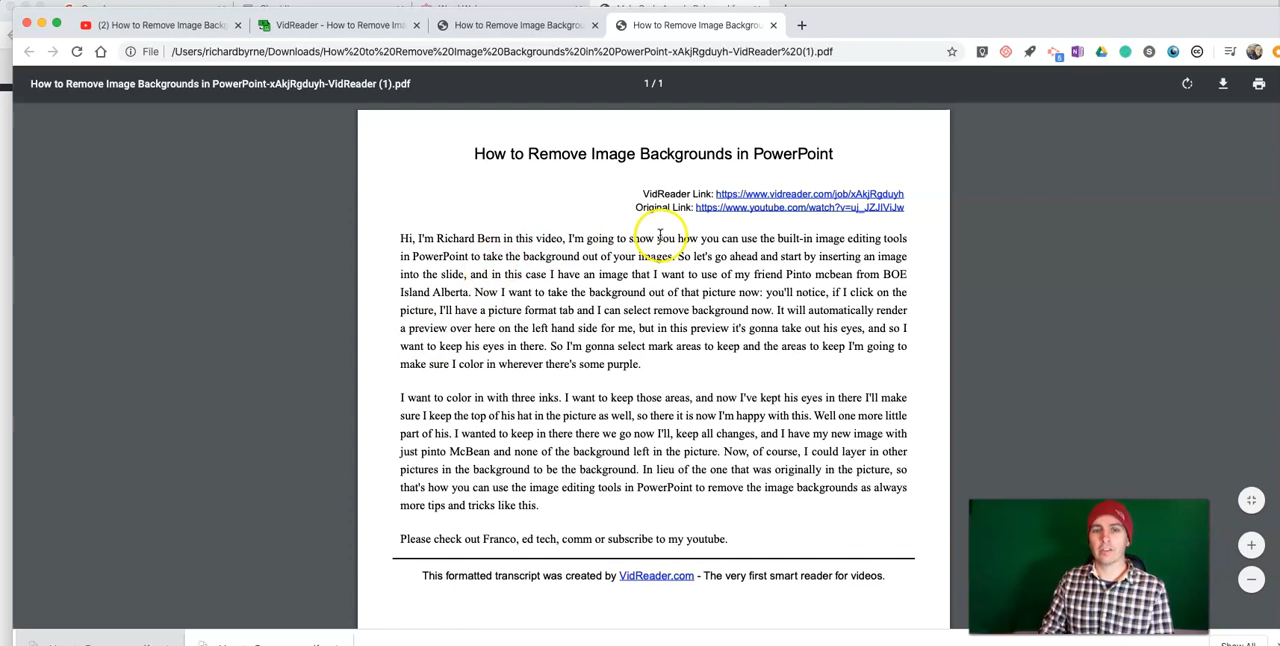 (2) How to Remove Image Backg
VidReader - How to Remove Im
How to Remove Image Backgrou
How to Remove Image Backgrou
File
/Users/richardbyrne/Downloads/How%20to%20Remove%20Image%20Backgrounds%20in%20PowerPoint-xAkjRgduyh-VidReader%20(1).pdf
How to Remove Image Backgrounds in PowerPoint-xAkjRgduyh-VidReader (1).pdf
1 / 1
How to Remove Image Backgrounds in PowerPoint
VidReader Link: https://www.vidreader.com/job/xAkjRgduyh
Original Link: https://www.youtube.com/watch?v=uj_JZJIViJw
Hi, I'm Richard Bern in this video, I'm going to show you how you can use the built-in image editing tools
in PowerPoint to take the background out of your images. So let's go ahead and start by inserting an image
into the slide, and in this case I have an image that I want to use of my friend Pinto mcbean from BOE
Island Alberta. Now I want to take the background out of that picture now: you'll notice, if I click on the
picture, I'll have a picture format tab and I can select remove background now. It will automatically render
a preview over here on the left hand side for me, but in this preview it's gonna take out his eyes, and so I
want to keep his eyes in there. So I'm gonna select mark areas to keep and the areas to keep I'm going to
make sure I color in wherever there's some purple.
I want to color in with three inks. I want to keep those areas, and now I've kept his eyes in there I'll make
sure I keep the top of his hat in the picture as well, so there it is now I'm happy with this. Well one more little
part of his. I wanted to keep in there there we go now I'll, keep all changes, and I have my new image with
just pinto McBean and none of the background left in the picture. Now, of course, I could layer in other
pictures in the background to be the background. In lieu of the one that was originally in the picture, so
that's how you can use the image editing tools in PowerPoint to remove the image backgrounds as always
more tips and tricks like this.
Please check out Franco, ed tech, comm or subscribe to my youtube.
This formatted transcript was created by VidReader.com - The very first smart reader for videos.